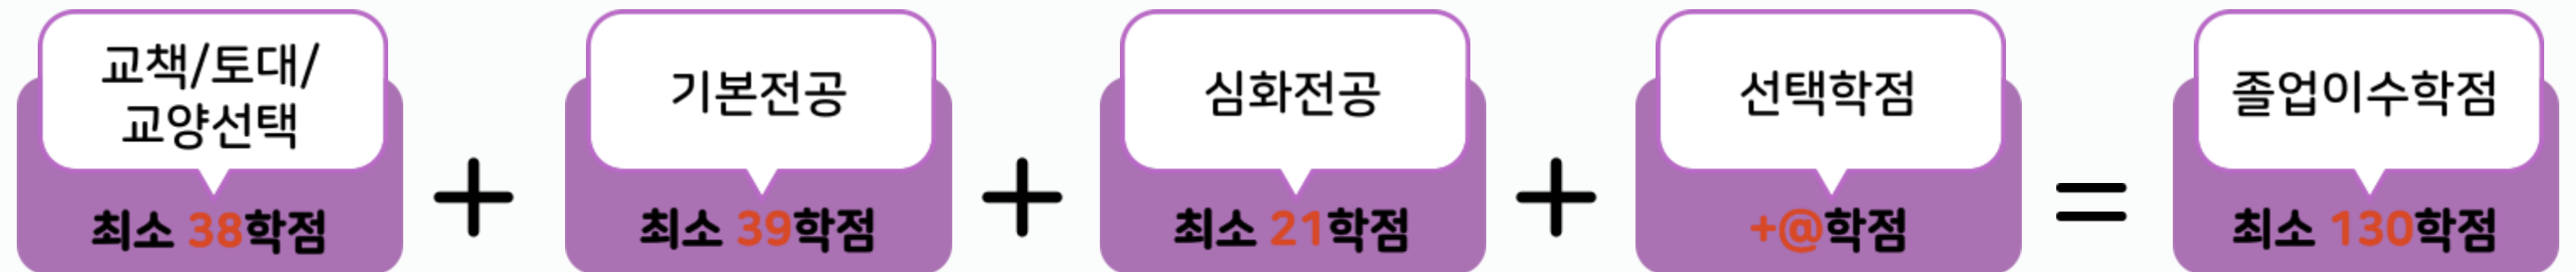 교책/토대/
교양선택
최소 38학점
+
기본전공
최소 39학점
+
심화전공
최소 21학점
+
선택학점
+@학점
=
졸업이수학점
최소 130학점